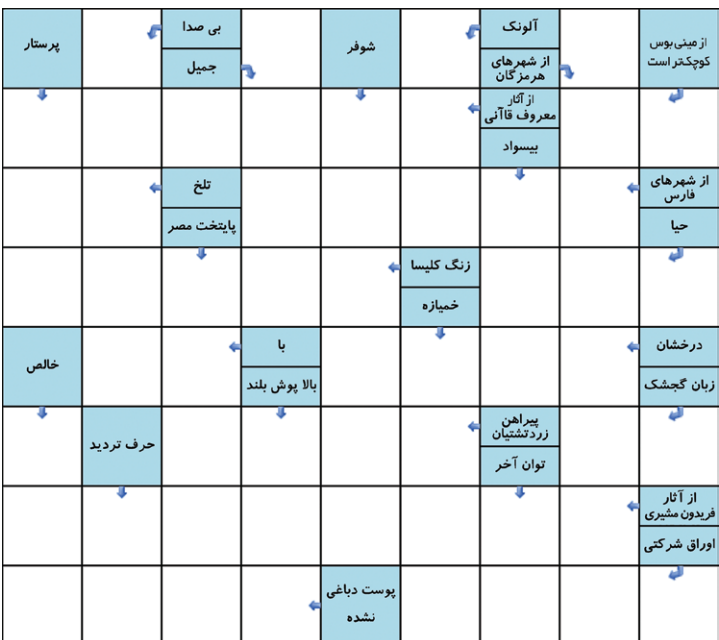 از مینی بوس
کوچک‌تر است
آلونک
از شهرهای
هرمزگان
شوفر
بی صدا
جمیل
پرستار
از آثار
معروف قاآنی
بیسواد
از شهرهای
فارس
حیا
تلخ
پایتخت مصر
زنگ کلیسا
خمیازه
درخشان
زبان گجشک
با
بالا پوش بلند
خالص
پیراهن
زردتشتیان
توان آخر
حرف تردید
از آثار
فریدون مشیری
اوراق شرکتی
پوست دباغی
نشده